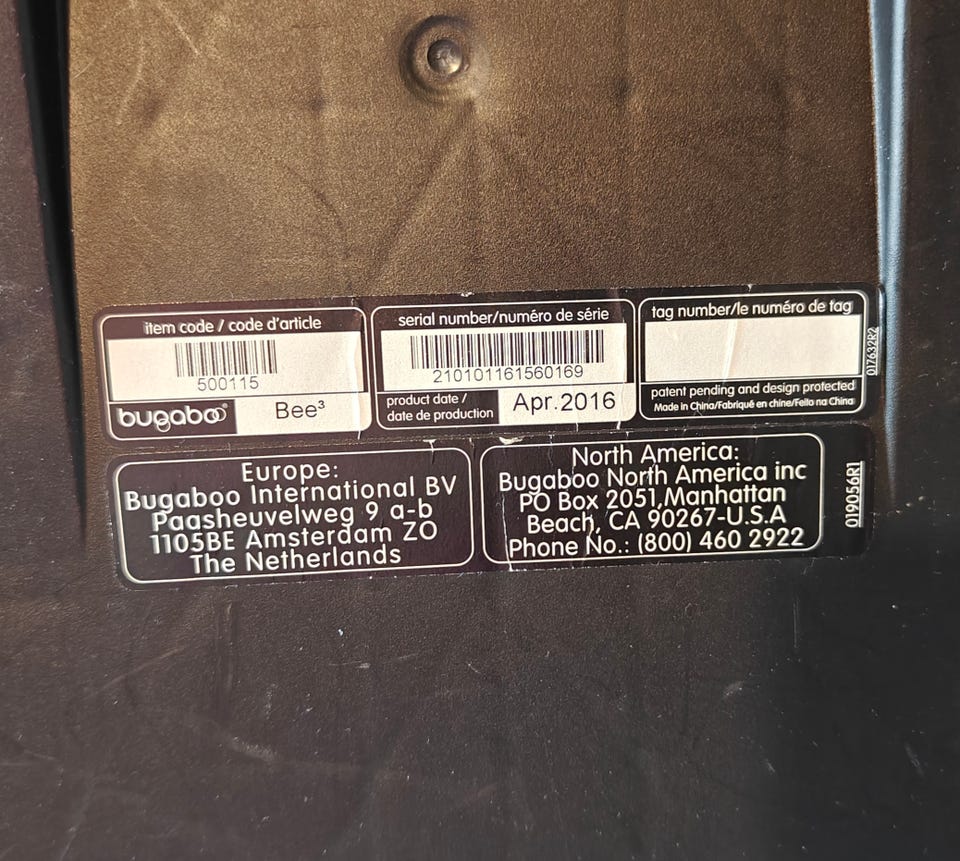 item code / code d'article
500115
bugaboo® Bee³
serial number/numéro de série
210101161560169
product date /
date de production
Apr.2016
tag number/le numéro de tag
patent pending and design protected
Made in China/Fabriqué en chine/Feito na China
017632R2
Europe:
Bugaboo International BV
Paasheuvelweg 9 a-b
1105BE Amsterdam ZO
The Netherlands
North America:
Bugaboo North America inc
PO Box 2051,Manhattan
Beach, CA 90267-U.S.A
Phone No.: (800) 460 2922
019056R1